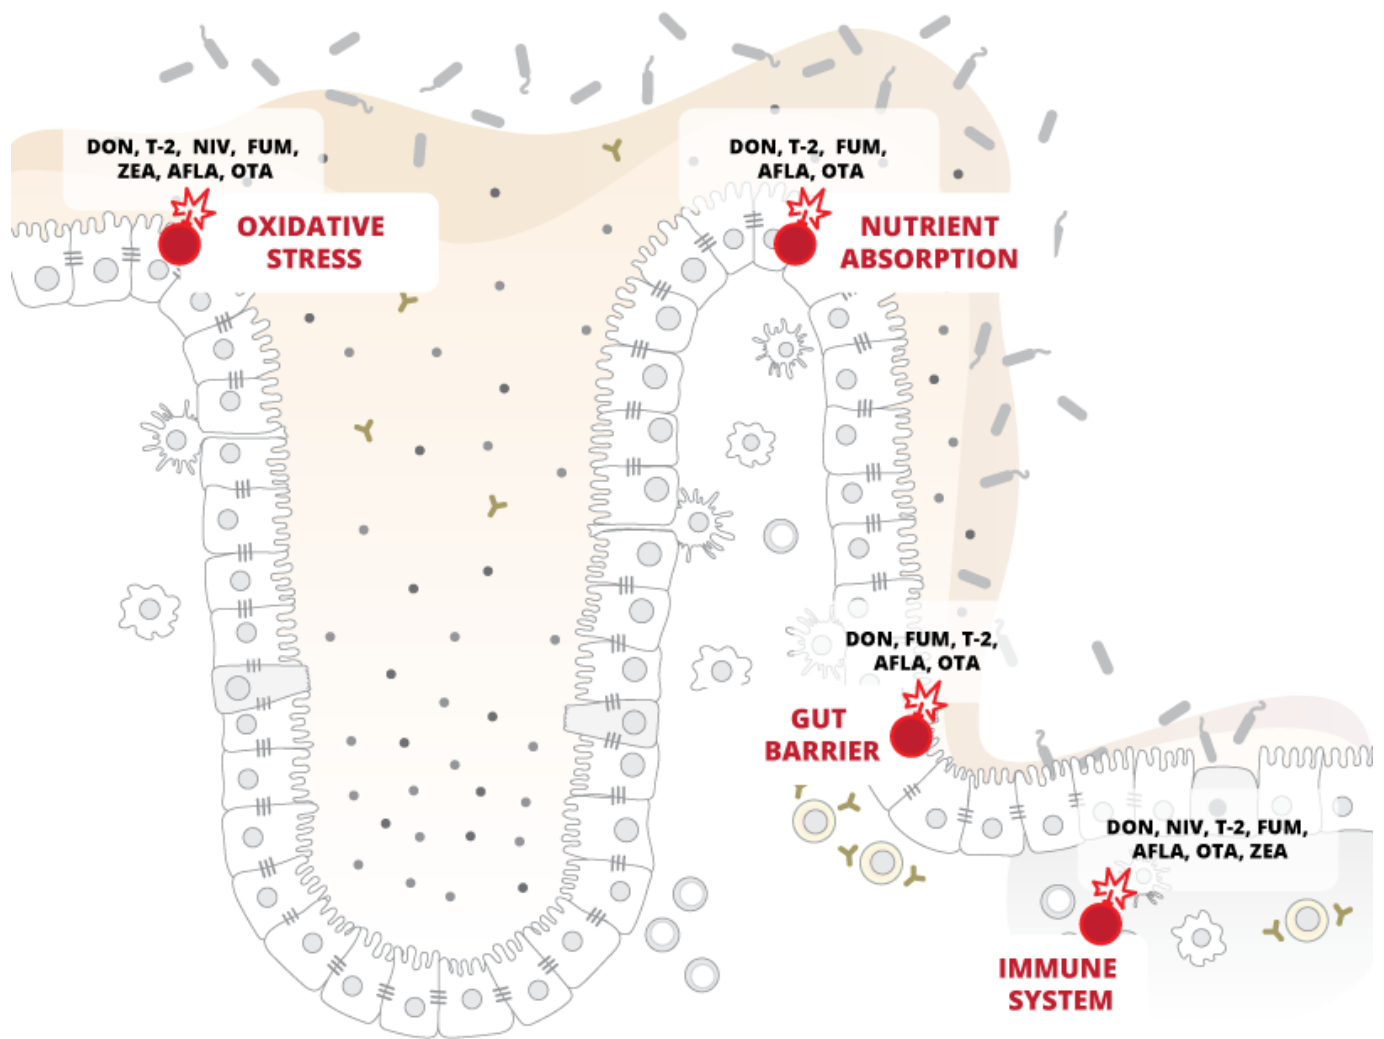 DON, T-2, NIV, FUM,
ZEA, AFLA, OTA
OXIDATIVE
STRESS
DON, T-2, FUM,
AFLA, OTA
NUTRIENT
ABSORPTION
DON, FUM, T-2,
AFLA, OTA
GUT
BARRIER
DON, NIV, T-2, FUM,
AFLA, OTA, ZEA
IMMUNE
SYSTEM